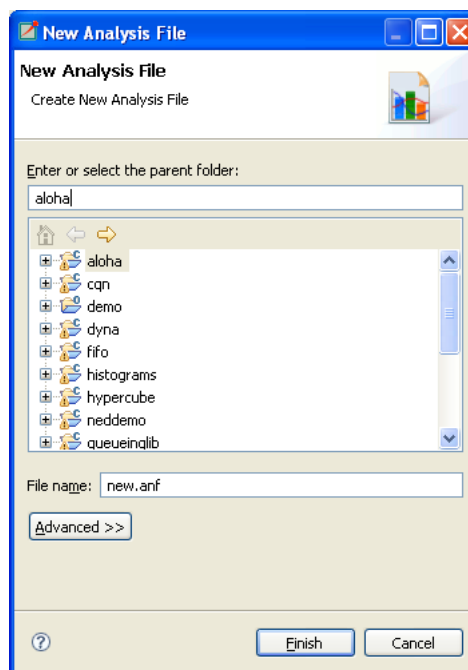 New Analysis File
New Analysis File
Create New Analysis File
Enter or select the parent folder:
aloha
aloha
cqn
demo
dyna
fifo
histograms
hypercube
neddemo
queueinglib
File name: new.anf
Advanced >>
Finish Cancel